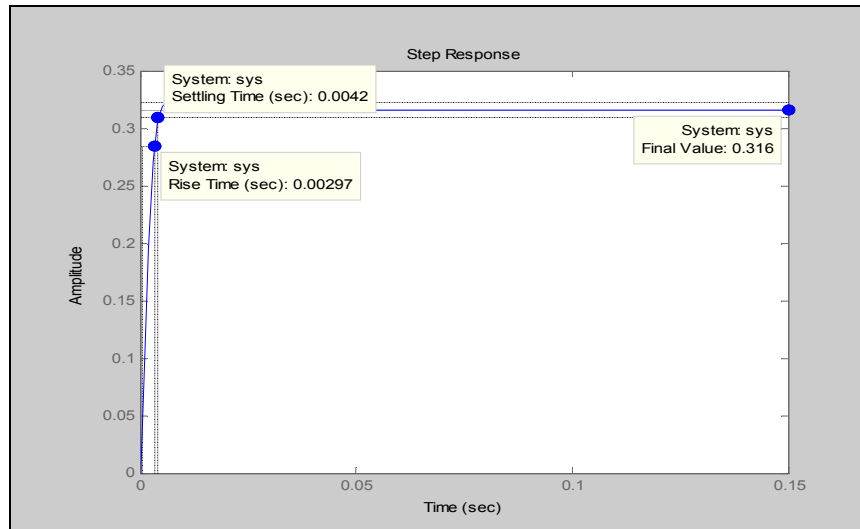 Step Response
0.35
System: sys
Settling Time (sec): 0.0042
0.3
System: sys
Final Value: 0.316
System: sys
Rise Time (sec): 0.00297
0.25
0.2
Amplitude
0.15
0.1
0.05
0
0
0.05
0.1
0.15
Time (sec)